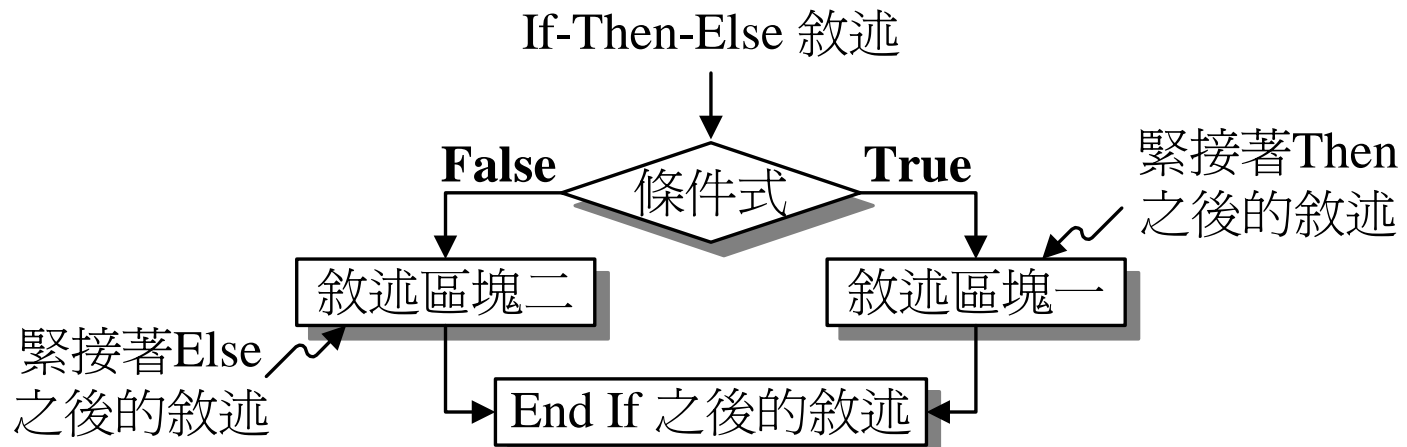 If-Then-Else 敘述
False
True
條件式
緊接著Then
之後的敘述
敘述區塊二
敘述區塊一
緊接著Else
之後的敘述
End If 之後的敘述